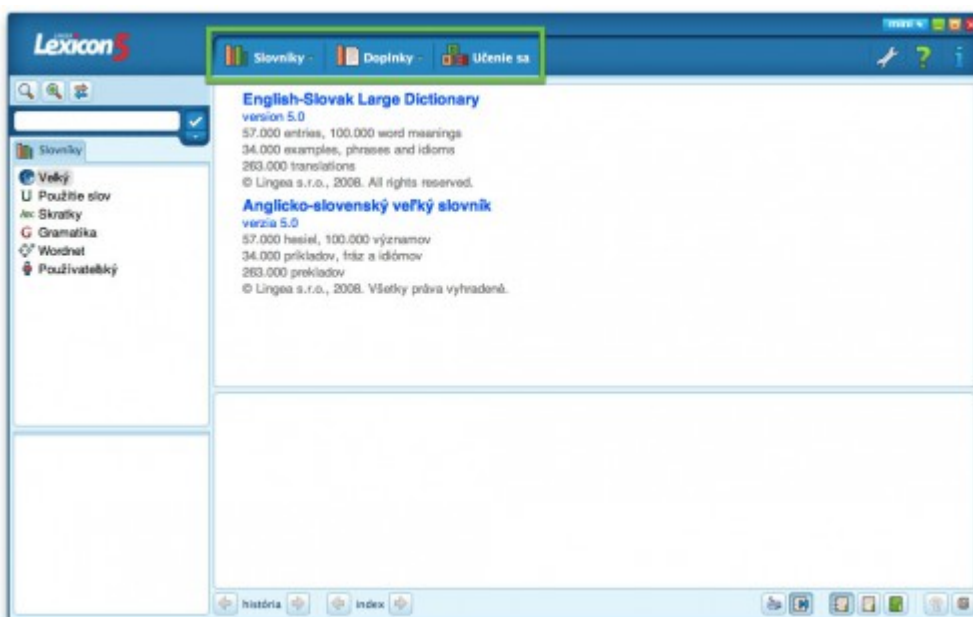 Lexicon5
mini
Slovníky
Doplnky
Učenie sa
Slovníky
Veľký
Použitie slov
Skratky
Gramatika
Wordnet
Používateľský
English-Slovak Large Dictionary
version 5.0
57.000 entries, 100.000 word meanings
34.000 examples, phrases and idioms
263.000 translations
© Lingea s.r.o., 2008. All rights reserved.
Anglicko-slovenský veľký slovník
verzia 5.0
57.000 hesiel, 100.000 významov
34.000 príkladov, fráz a idiómov
263.000 prekladov
© Lingea s.r.o., 2008. Všetky práva vyhradené.
história
index